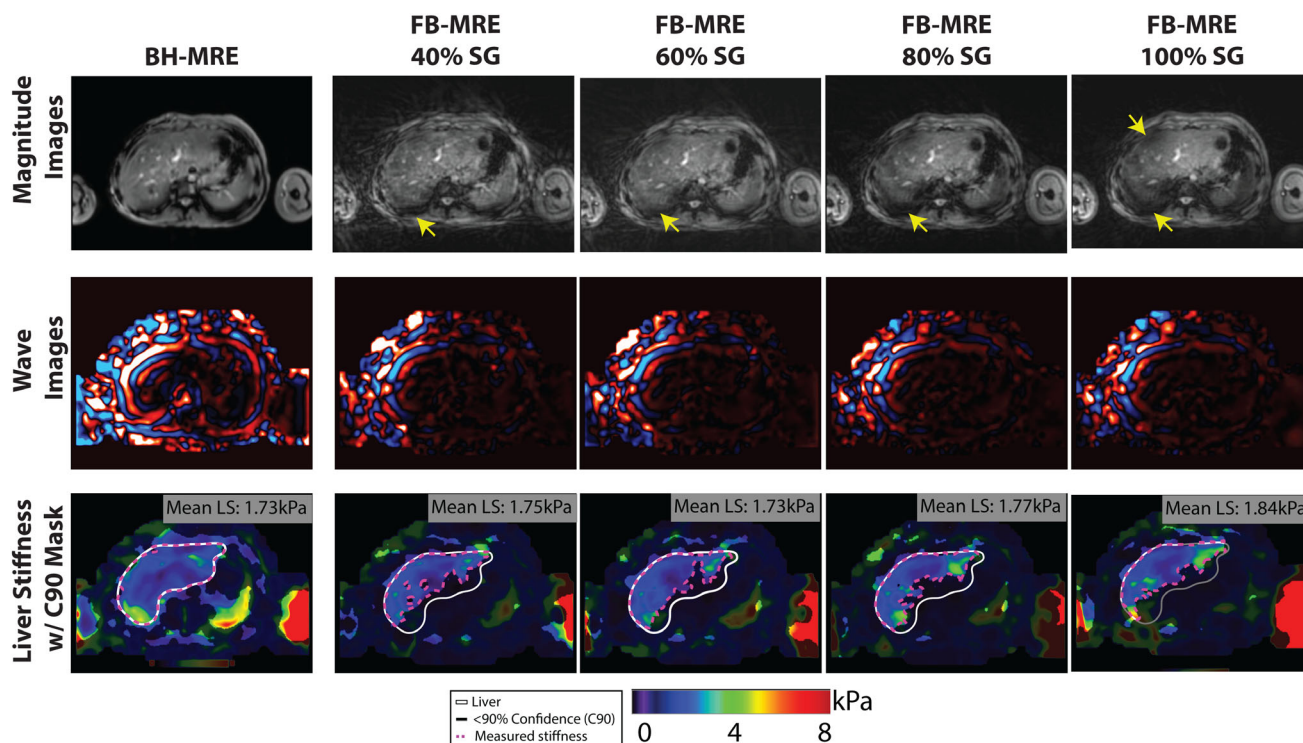 BH-MRE
FB-MRE
40% SG
FB-MRE
60% SG
FB-MRE
80% SG
FB-MRE
100% SG
Magnitude
Images
Wave
Images
Liver Stiffness
w/ C90 Mask
Mean LS: 1.73kPa
Mean LS: 1.75kPa
Mean LS: 1.73kPa
Mean LS: 1.77kPa
Mean LS: 1.84kPa
Liver
<90% Confidence (C90)
Measured stiffness
kPa
0 4 8